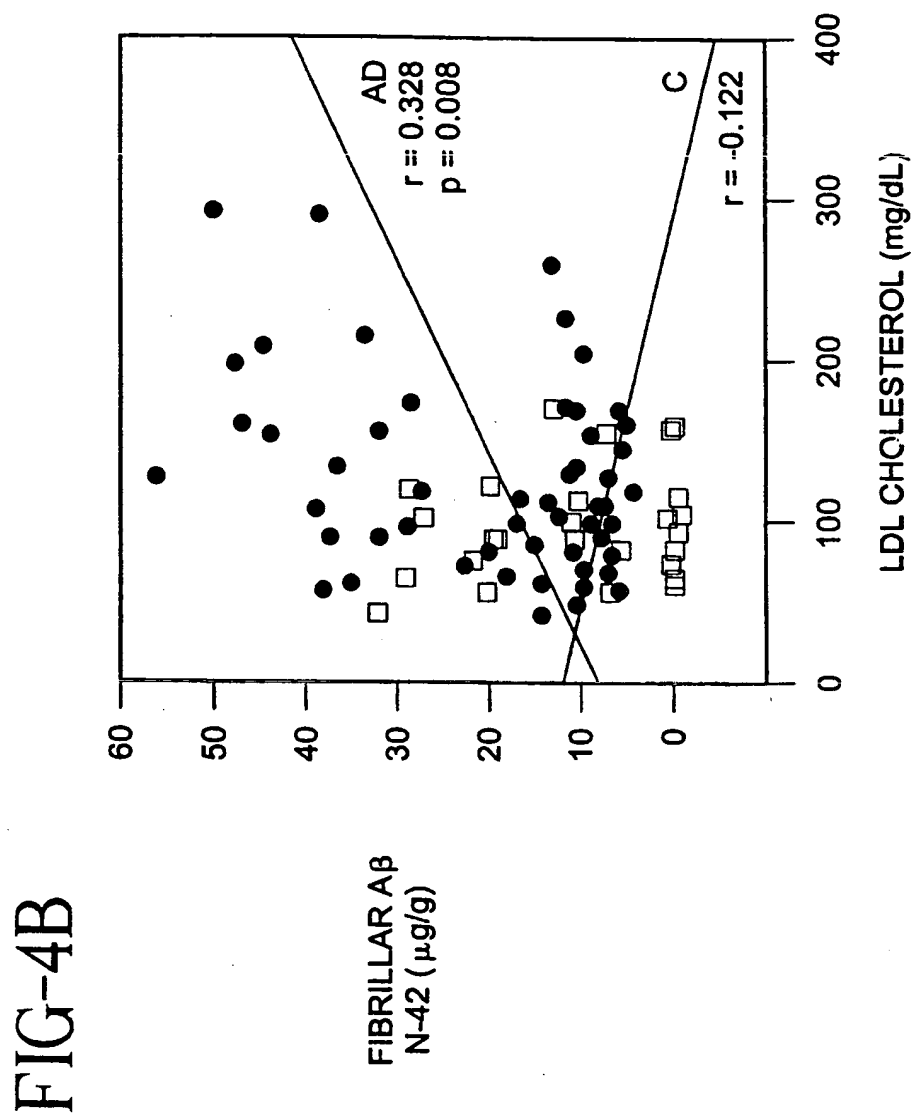 FIG-4B
FIBRILLAR Aβ
N-42 (μg/g)
60
50
40
30
20
10
0
AD
r = 0.328
p = 0.008
C
r = -0.122
0
100
200
300
400
LDL CHOLESTEROL (mg/dL)